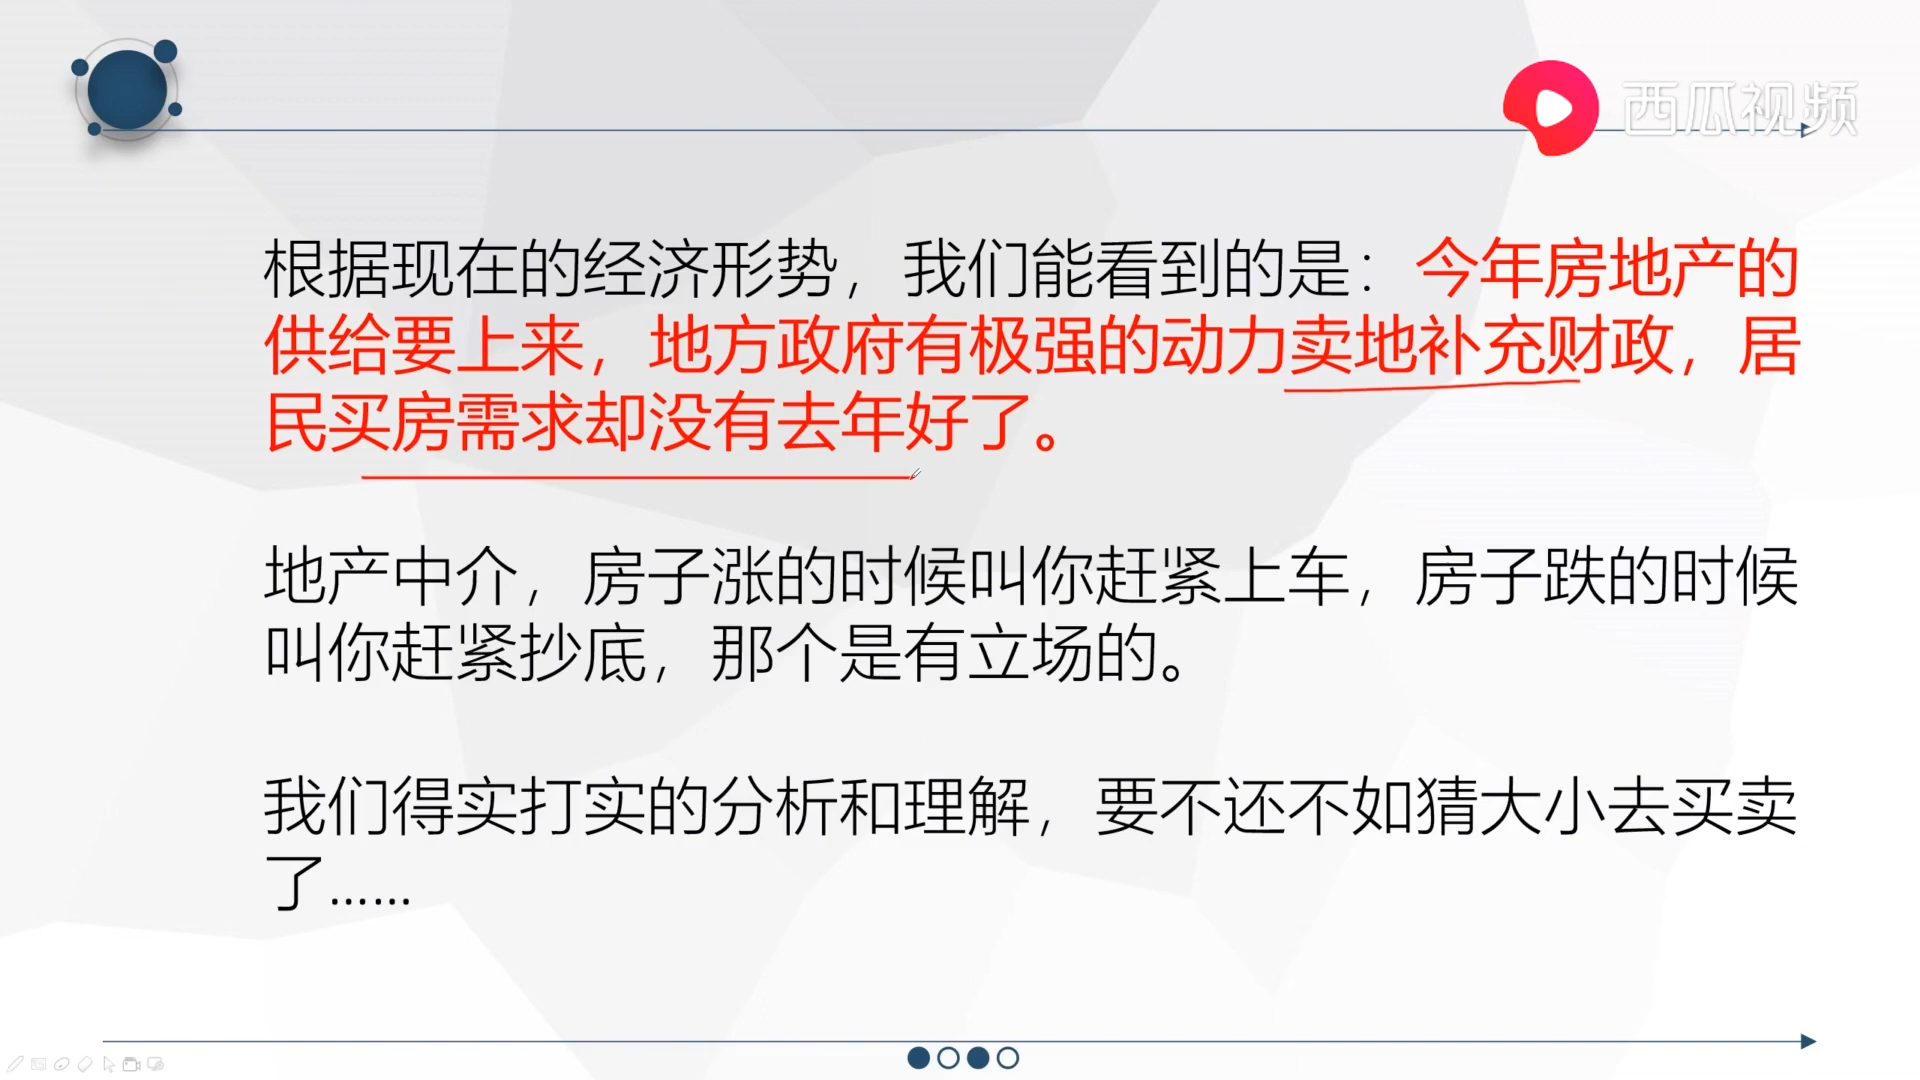 西瓜视频
根据现在的经济形势，我们能看到的是：今年房地产的
供给要上来，地方政府有极强的动力卖地补充财政，居
民买房需求却没有去年好了。
地产中介，房子涨的时候叫你赶紧上车，房子跌的时候
叫你赶紧抄底，那个是有立场的。
我们得实打实的分析和理解，要不还不如猜大小去买卖
了……